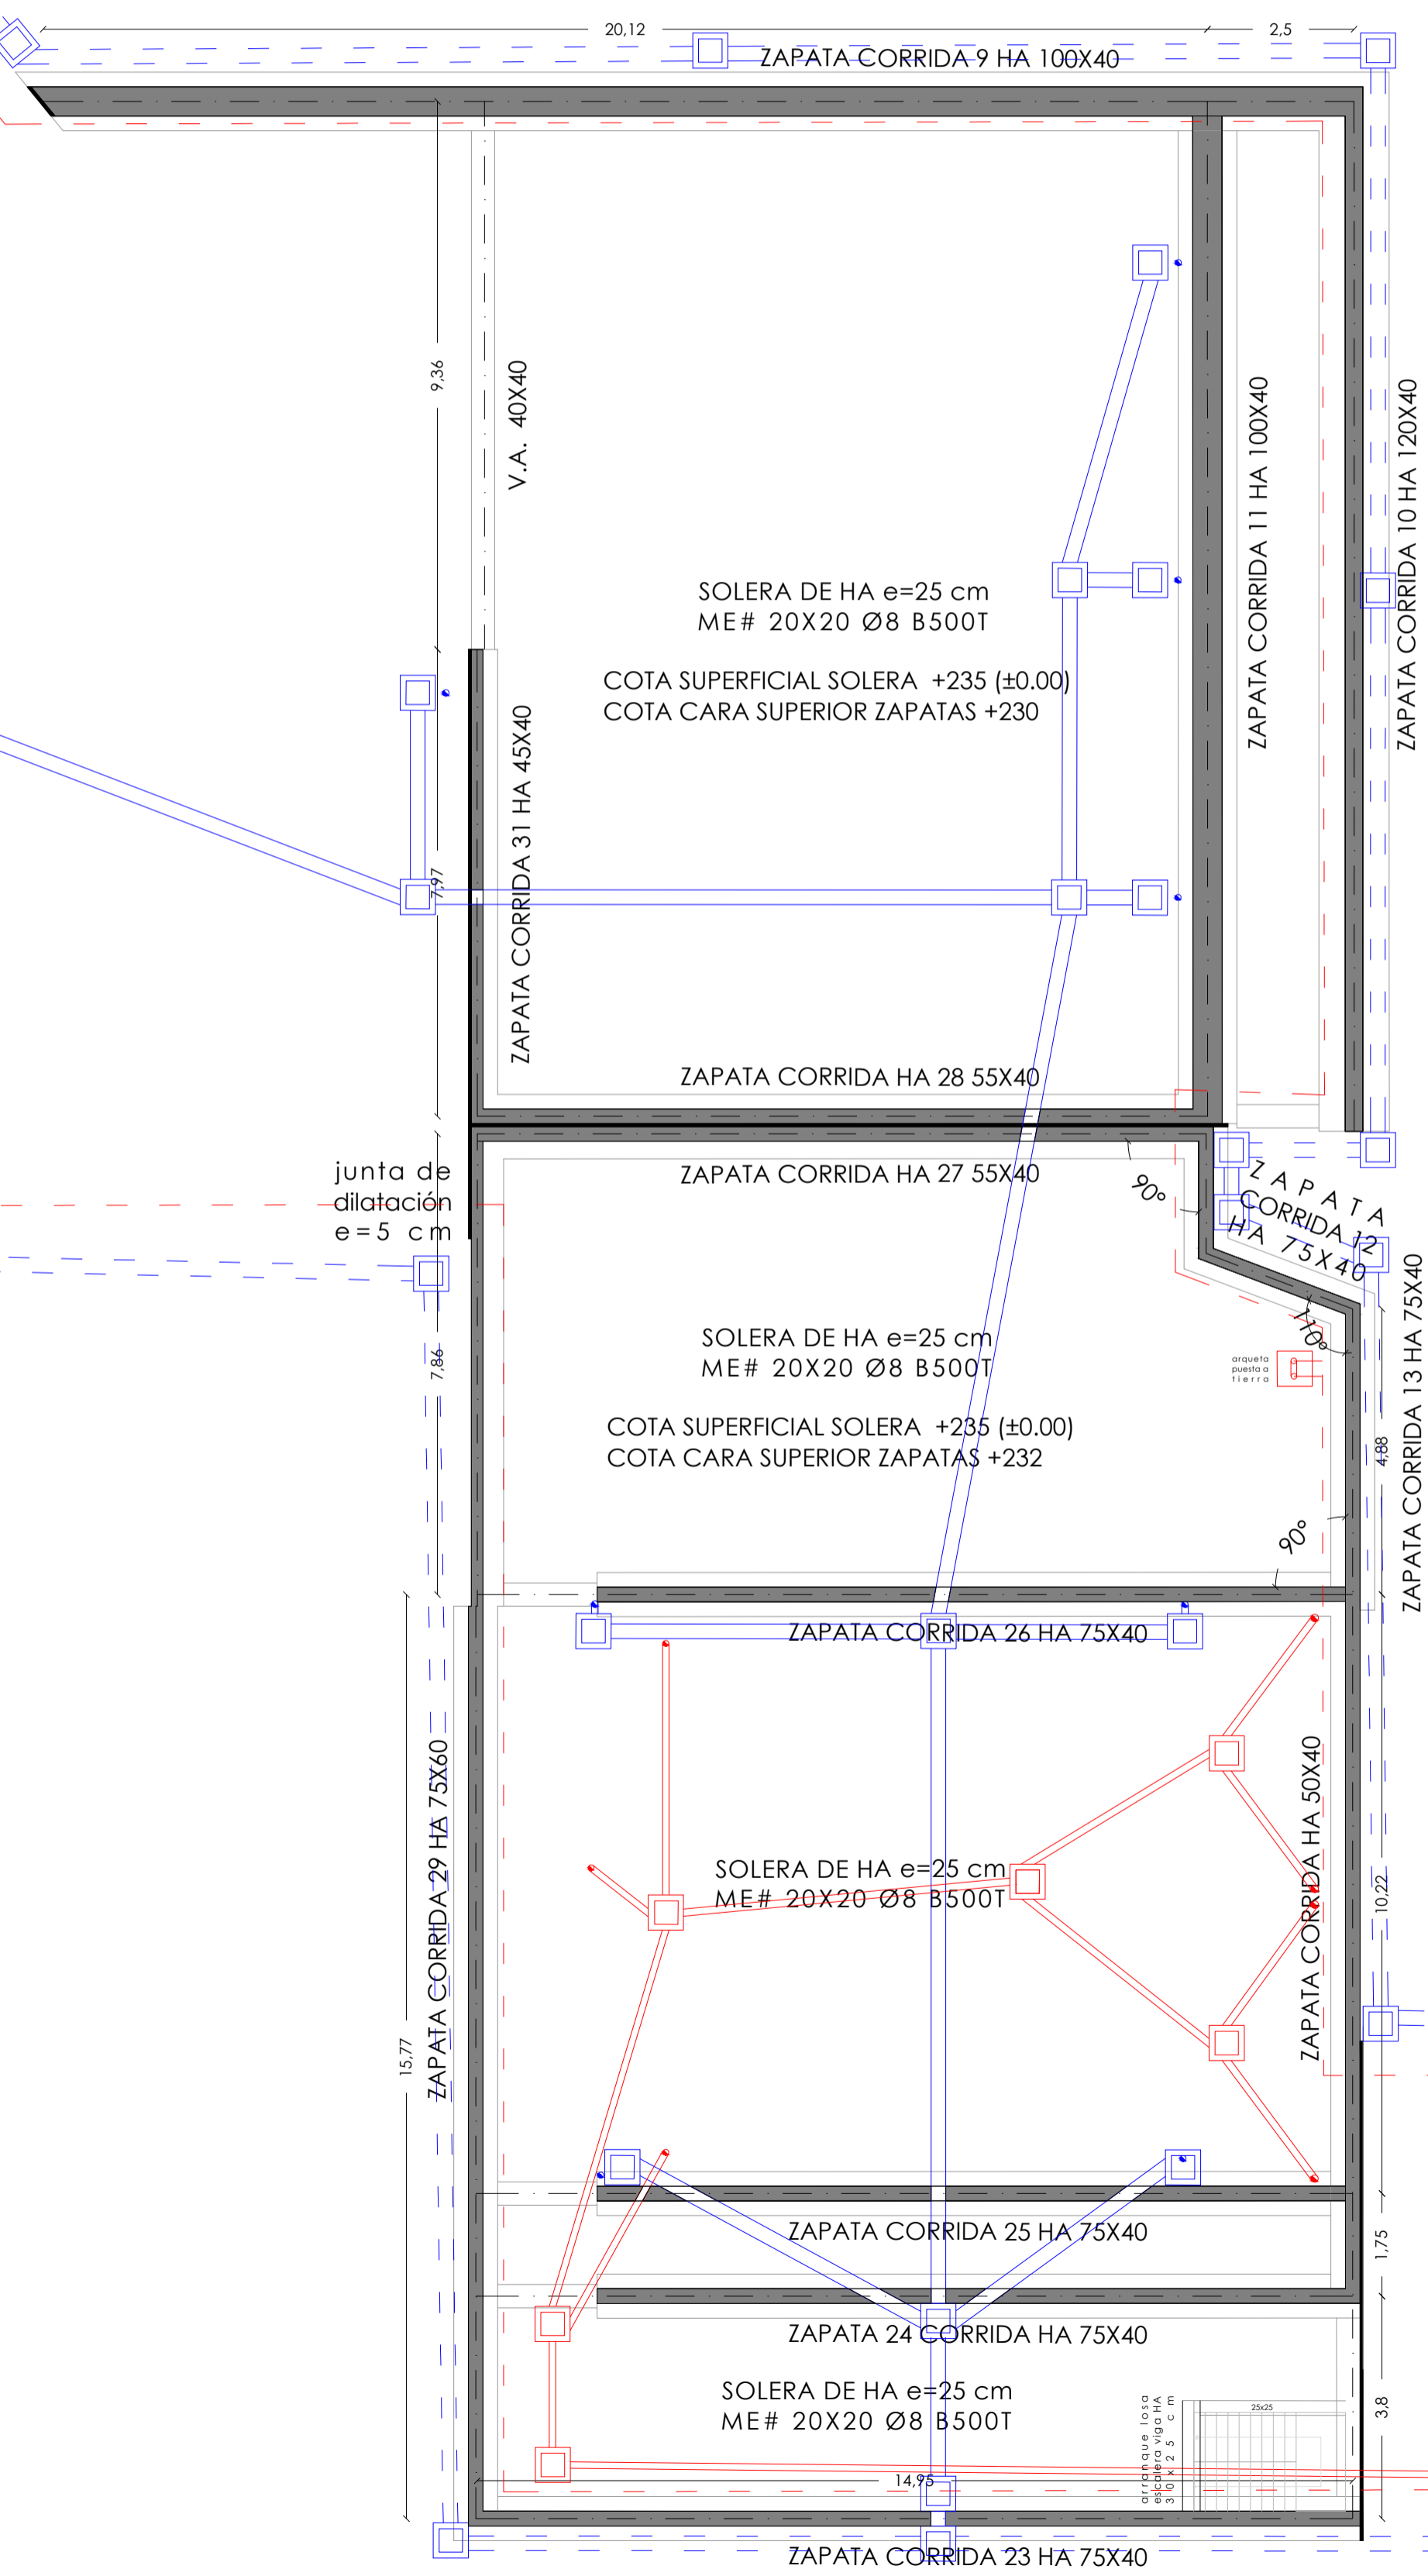 20,12
2,5
ZAPATA CORRIDA 9 HA 100X40
9,36
V.A. 40X40
ZAPATA CORRIDA 11 HA 100X40
ZAPATA CORRIDA 10 HA 120X40
SOLERA DE HA e=25 cm
ME# 20X20 Ø8 B500T
COTA SUPERFICIAL SOLERA +235 (±0.00)
COTA CARA SUPERIOR ZAPATAS +230
ZAPATA CORRIDA 31 HA 45X40
7,97
ZAPATA CORRIDA HA 28 55X40
junta de
dilatación
e=5 cm
ZAPATA CORRIDA HA 27 55X40
90º
ZAPATA
CORRIDA 12
HA 75X40
ZAPATA CORRIDA 13 HA 75X40
110º
SOLERA DE HA e=25 cm
ME# 20X20 Ø8 B500T
arqueta
puesta a
tierra
7,86
COTA SUPERFICIAL SOLERA +235 (±0.00)
COTA CARA SUPERIOR ZAPATAS +232
4,88
90º
ZAPATA CORRIDA 26 HA 75X40
ZAPATA CORRIDA 29 HA 75X60
ZAPATA CORRIDA HA 50X40
SOLERA DE HA e=25 cm
ME# 20X20 Ø8 B500T
10,22
15,77
ZAPATA CORRIDA 25 HA 75X40
1,75
ZAPATA 24 CORRIDA HA 75X40
SOLERA DE HA e=25 cm
ME# 20X20 Ø8 B500T
arranque losa
escalera viga HA
30x25 cm
25x25
3,8
14,95
ZAPATA CORRIDA 23 HA 75X40